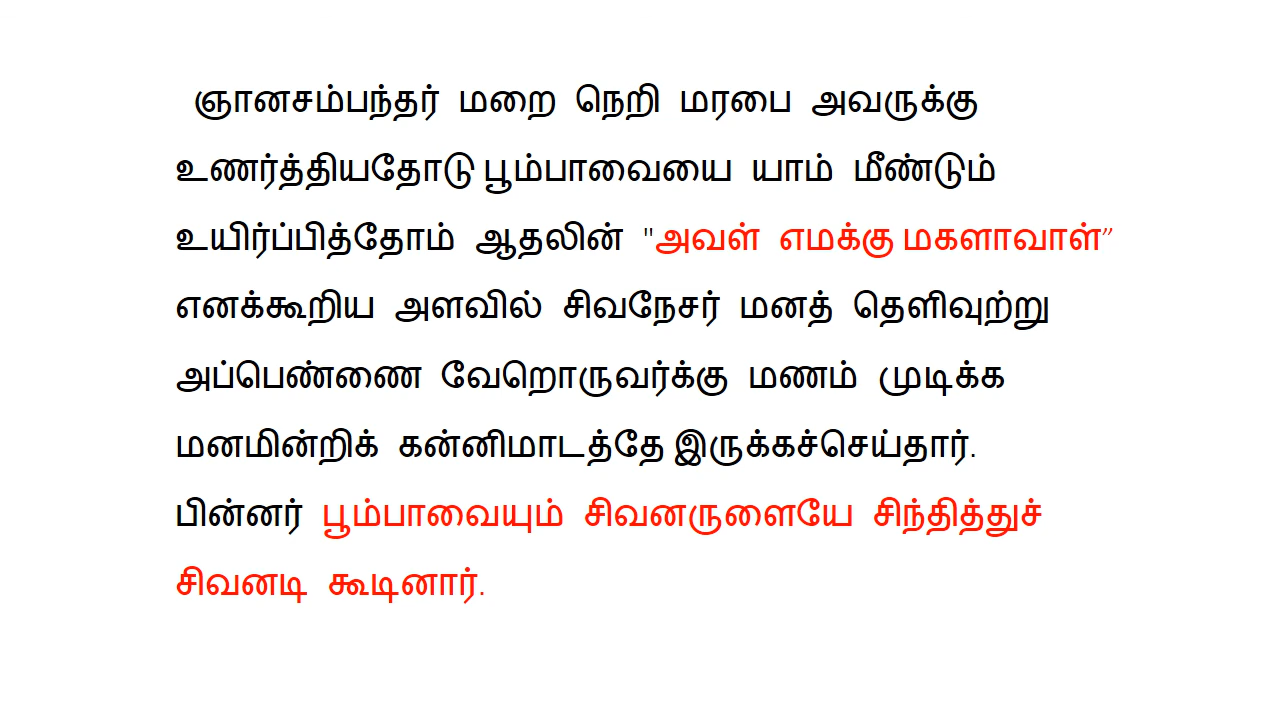 ஞானசம்பந்தர் மறை நெறி மரபை அவருக்கு
உணர்த்தியதோடு பூம்பாவையை யாம் மீண்டும்
உயிர்ப்பித்தோம் ஆதலின் "அவள் எமக்கு மகளாவாள்”
எனக்கூறிய அளவில் சிவநேசர் மனத் தெளிவுற்று
அப்பெண்ணை வேறொருவர்க்கு மணம் முடிக்க
மனமின்றிக் கன்னிமாடத்தே இருக்கச்செய்தார்.
பின்னர் பூம்பாவையும் சிவனருளையே சிந்தித்துச்
சிவனடி கூடினார்.